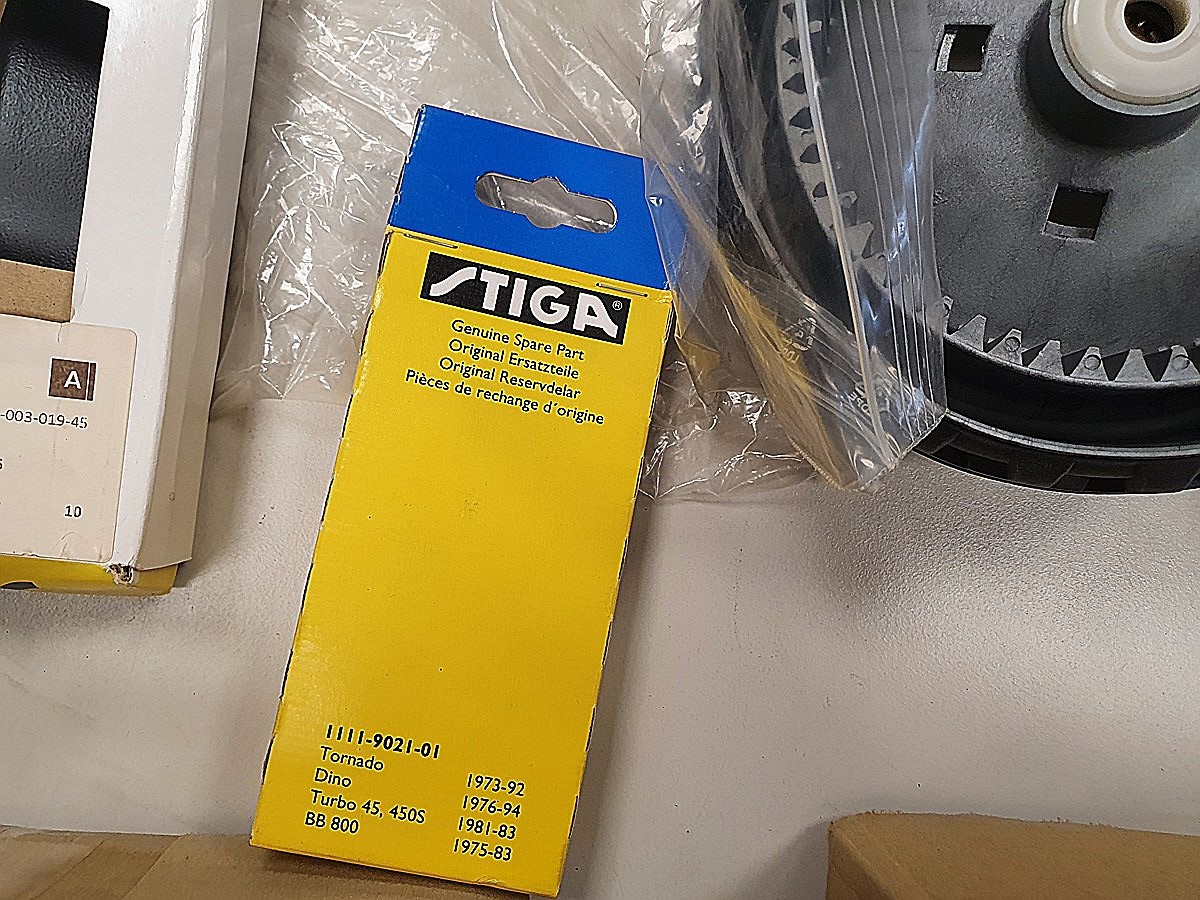 STIGA®
Genuine Spare Part
Original Ersatzteile
Original Reservdelar
Pièces de rechange d'origine
1111-9021-01
Tornado 1973-92
Dino 1976-94
Turbo 45, 450S 1981-83
BB 800 1975-83
A
-003-019-45
10